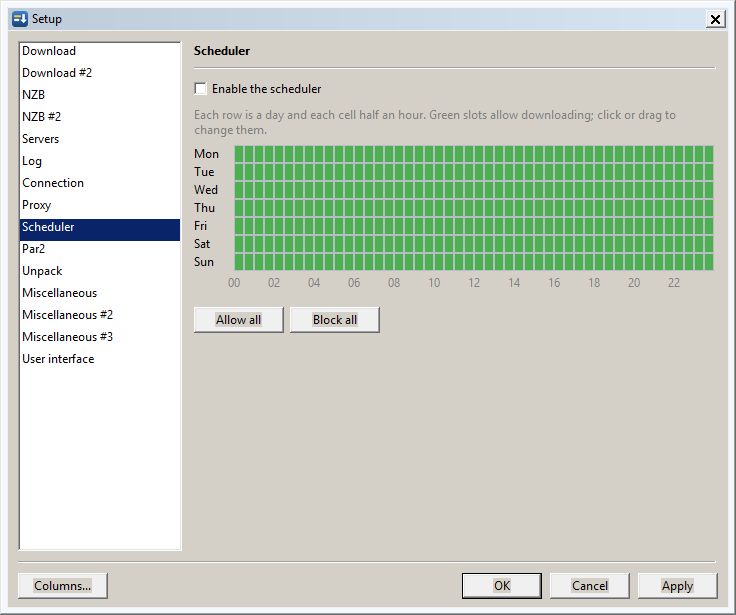 Setup
Download
Download #2
NZB
NZB #2
Servers
Log
Connection
Proxy
Scheduler
Par2
Unpack
Miscellaneous
Miscellaneous #2
Miscellaneous #3
User interface
Scheduler
Enable the scheduler
Each row is a day and each cell half an hour. Green slots allow downloading; click or drag to
change them.
Mon
Tue
Wed
Thu
Fri
Sat
Sun
00 02 04 06 08 10 12 14 16 18 20 22
Allow all Block all
Columns... OK Cancel Apply